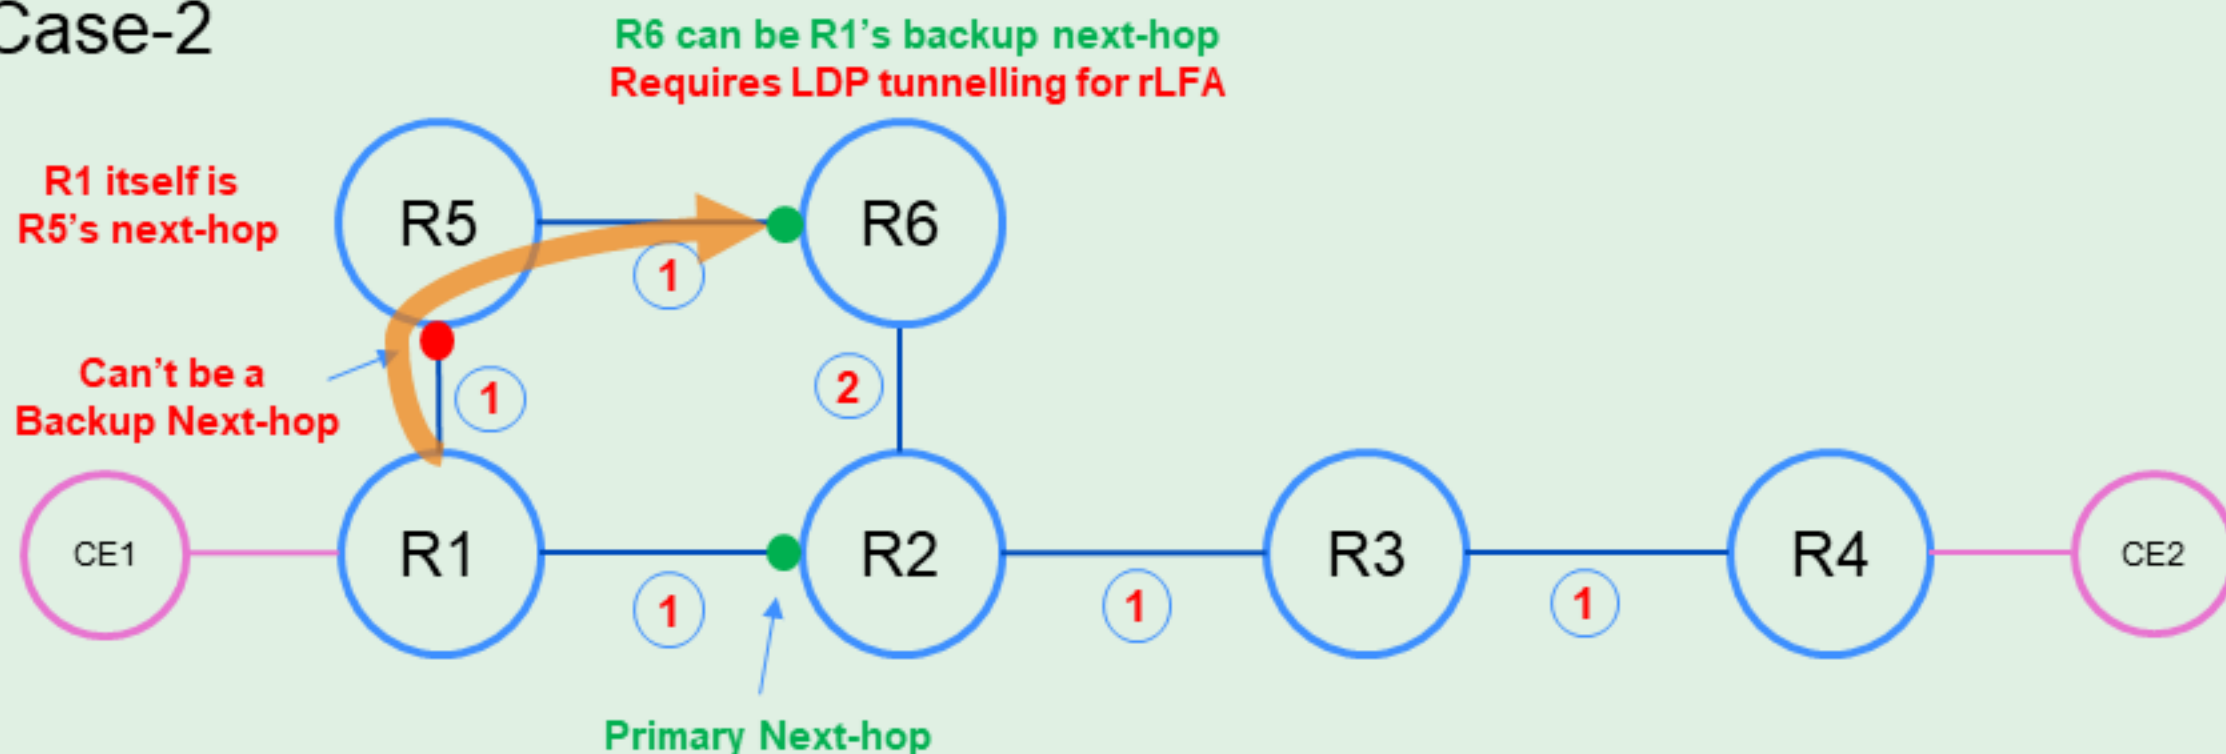 Case-2
R6 can be R1's backup next-hop
Requires LDP tunnelling for rLFA
R1 itself is
R5's next-hop
R5
R6
1
Can't be a
Backup Next-hop
1
2
CE1
R1
R2
R3
R4
CE2
1
1
1
Primary Next-hop